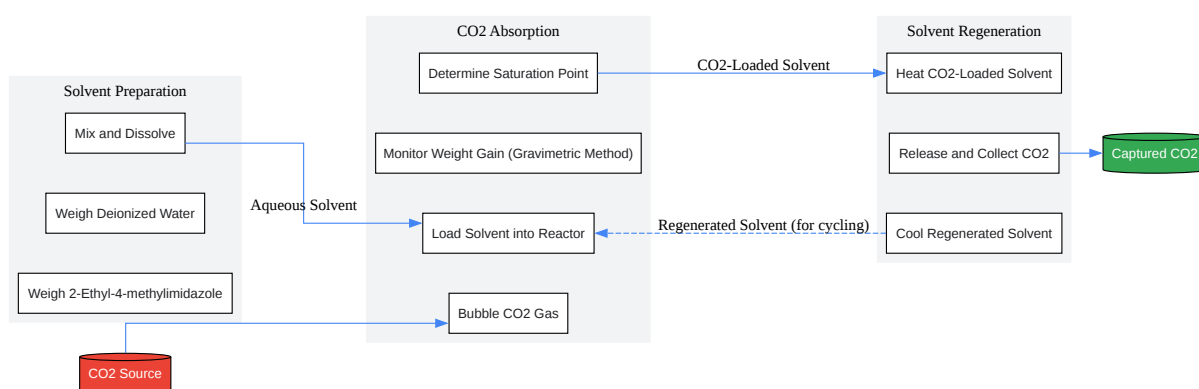 Solvent Preparation
Mix and Dissolve
Weigh Deionized Water
Weigh 2-Ethyl-4-methylimidazole
CO2 Source
Aqueous Solvent
CO2 Absorption
Determine Saturation Point
Monitor Weight Gain (Gravimetric Method)
Load Solvent into Reactor
Bubble CO2 Gas
CO2-Loaded Solvent
Regenerated Solvent (for cycling)
Solvent Regeneration
Heat CO2-Loaded Solvent
Release and Collect CO2
Cool Regenerated Solvent
Captured CO2